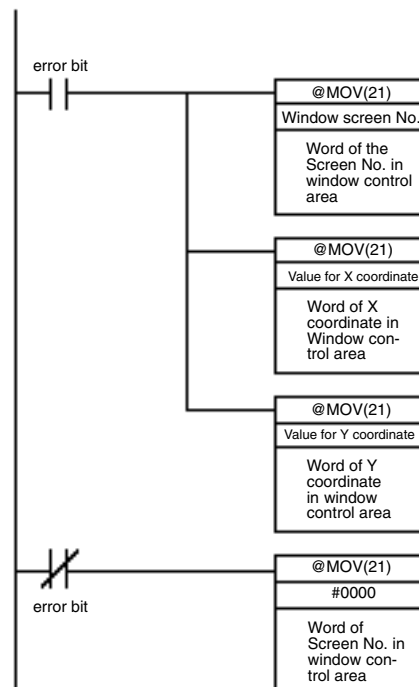 error bit
@MOV(21)
Window screen No.
Word of the
Screen No. in
window control
area
@MOV(21)
Value for X coordinate
Word of X
coordinate in
Window con-
trol area
@MOV(21)
Value for Y coordinate
Word of Y
coordinate
in window
control area
error bit
@MOV(21)
#0000
Word of
Screen No. in
window con-
trol area